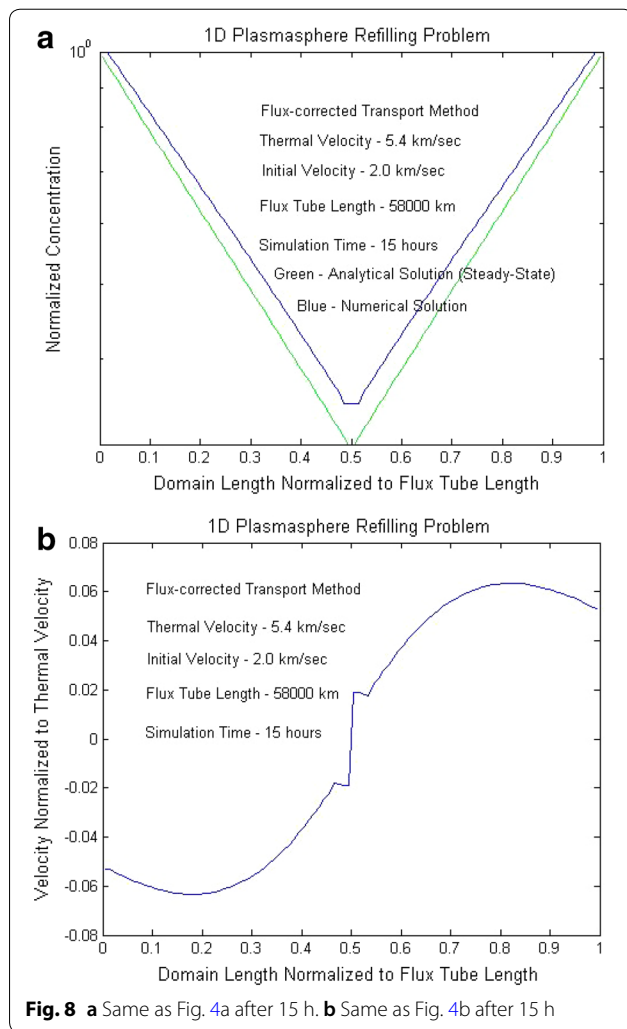 a
1D Plasmasphere Refilling Problem
10⁰
Flux-corrected Transport Method
Thermal Velocity - 5.4 km/sec
Initial Velocity - 2.0 km/sec
Flux Tube Length - 58000 km
Simulation Time - 15 hours
Green - Analytical Solution (Steady-State)
Blue - Numerical Solution
Normalized Concentration
0 0.1 0.2 0.3 0.4 0.5 0.6 0.7 0.8 0.9 1
Domain Length Normalized to Flux Tube Length
b
1D Plasmasphere Refilling Problem
0.08
0.06
0.04
0.02
0
-0.02
-0.04
-0.06
-0.08
Velocity Normalized to Thermal Velocity
Flux-corrected Transport Method
Thermal Velocity - 5.4 km/sec
Initial Velocity - 2.0 km/sec
Flux Tube Length - 58000 km
Simulation Time - 15 hours
0 0.1 0.2 0.3 0.4 0.5 0.6 0.7 0.8 0.9 1
Domain Length Normalized to Flux Tube Length
Fig. 8 a Same as Fig. 4a after 15 h. b Same as Fig. 4b after 15 h